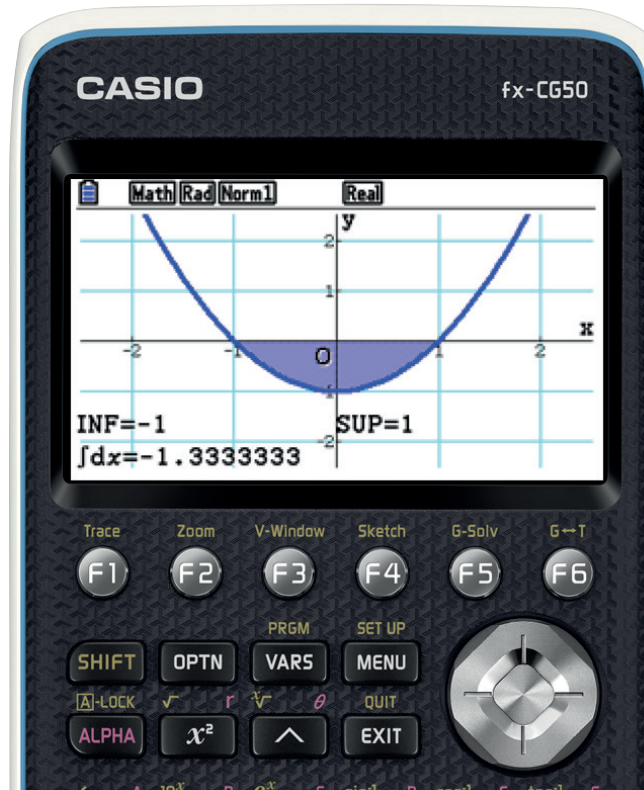 CASIO fx-CG50
Math Rad Norm1 Real
y
2
1
x
-2 -1 O 1 2
-1
INF=-1 SUP=1
-2
∫dx=-1.3333333
Trace Zoom V-Window Sketch G-Solv G↔T
F1 F2 F3 F4 F5 F6
PRGM SET UP
SHIFT OPTN VARS MENU
A-LOCK √ r ˣ√ θ QUIT
ALPHA x² ^ EXIT